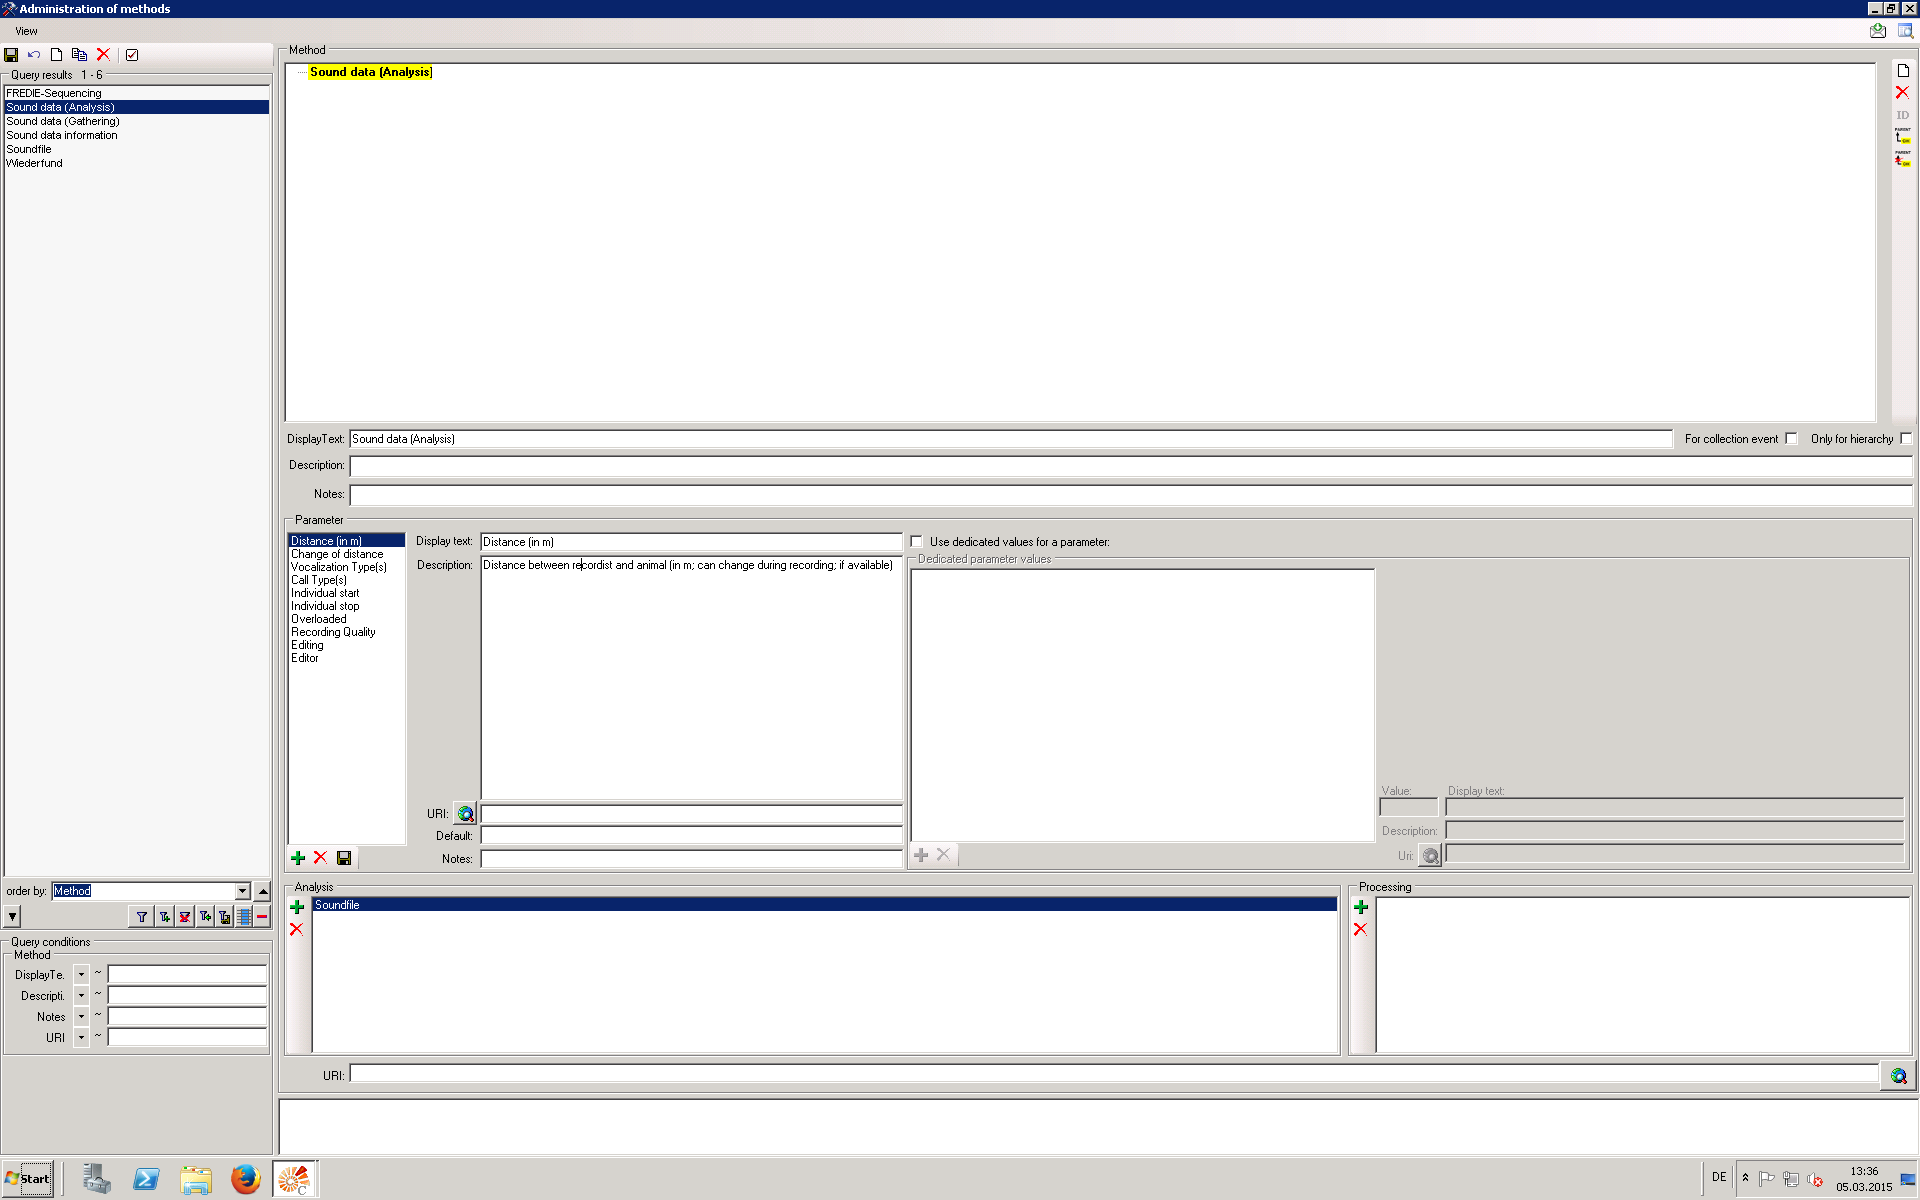 Administration of methods
View
Query results 1 - 6
FREDIE-Sequencing
Sound data (Analysis)
Sound data (Gathering)
Sound data information
Soundfile
Wiederfund
order by: Method
Query conditions
Method
DisplayTe. ~
Descripti. ~
Notes ~
URI ~
Method
Sound data (Analysis)
ID
PARENT
PARENT
DisplayText: Sound data (Analysis) For collection event Only for hierarchy
Description:
Notes:
Parameter
Distance (in m)
Change of distance
Vocalization Type(s)
Call Type(s)
Individual start
Individual stop
Overloaded
Recording Quality
Editing
Editor
Display text: Distance (in m)
Description: Distance between recordist and animal (in m; can change during recording; if available)
URI:
Default:
Notes:
Use dedicated values for a parameter:
Dedicated parameter values
Value: Display text:
Description:
Uri:
Analysis
Soundfile
Processing
URI:
Start
C
DE
13:36
05.03.2015